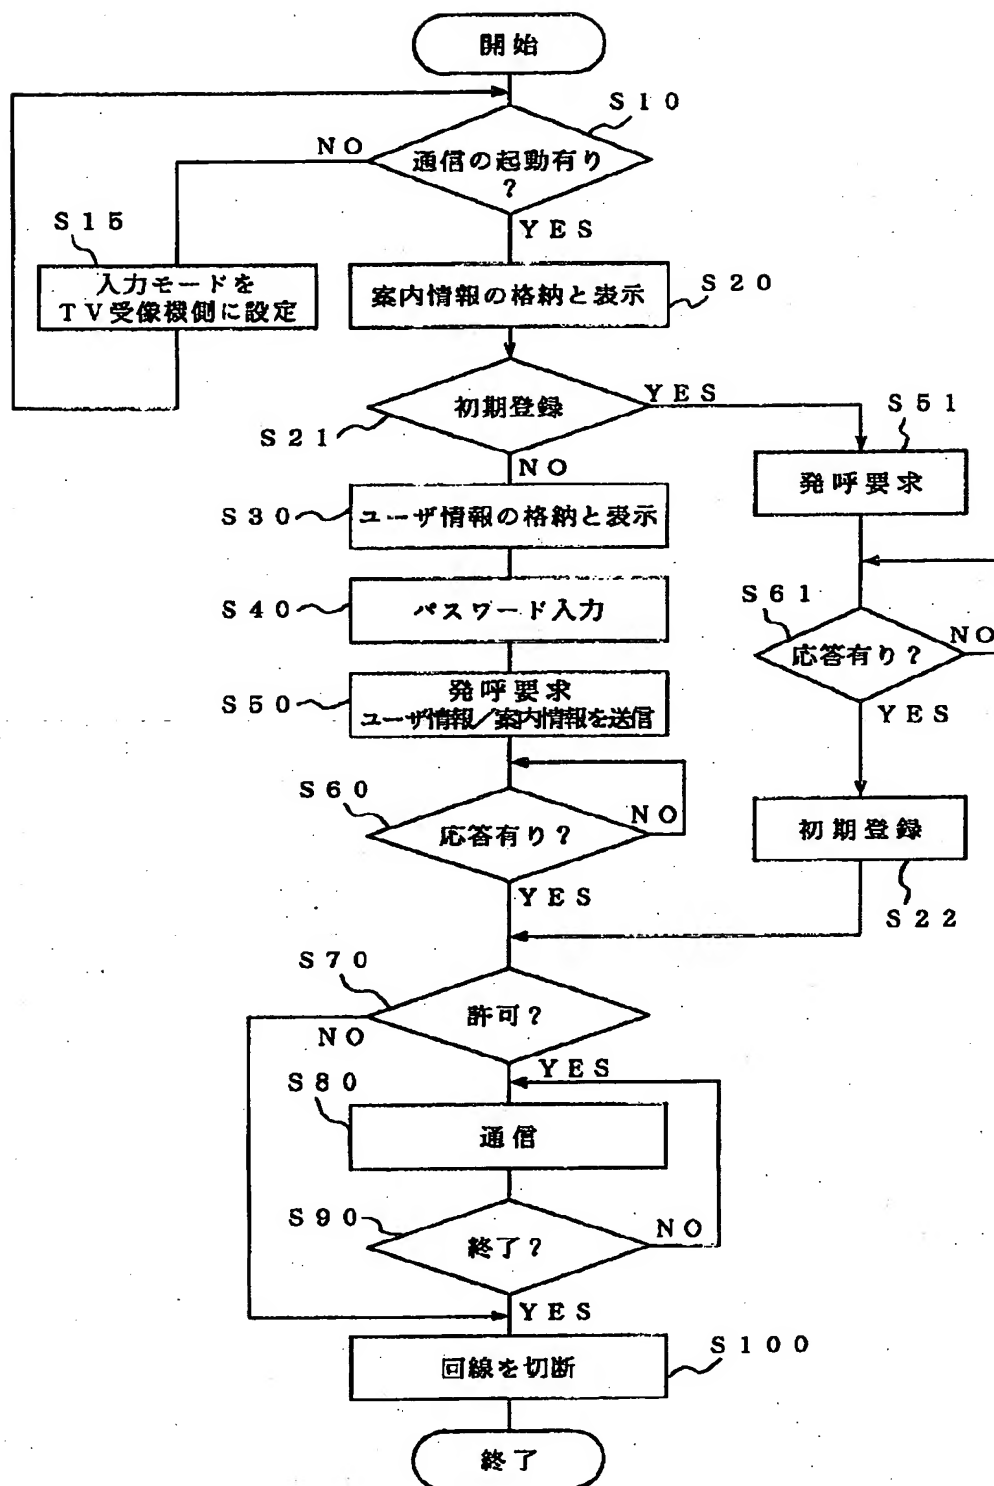 開始
S10
通信の起動有り
?
NO
YES
S15
入力モードを
TV受像機側に設定
案内情報の格納と表示
S20
初期登録
YES
S21
NO
S51
発呼要求
S30
ユーザ情報の格納と表示
S40
パスワード入力
S61
応答有り?
NO
YES
S50
発呼要求
ユーザ情報/案内情報を送信
S60
応答有り?
NO
YES
初期登録
S22
S70
許可?
NO
YES
S80
通信
S90
終了?
NO
YES
回線を切断
S100
終了